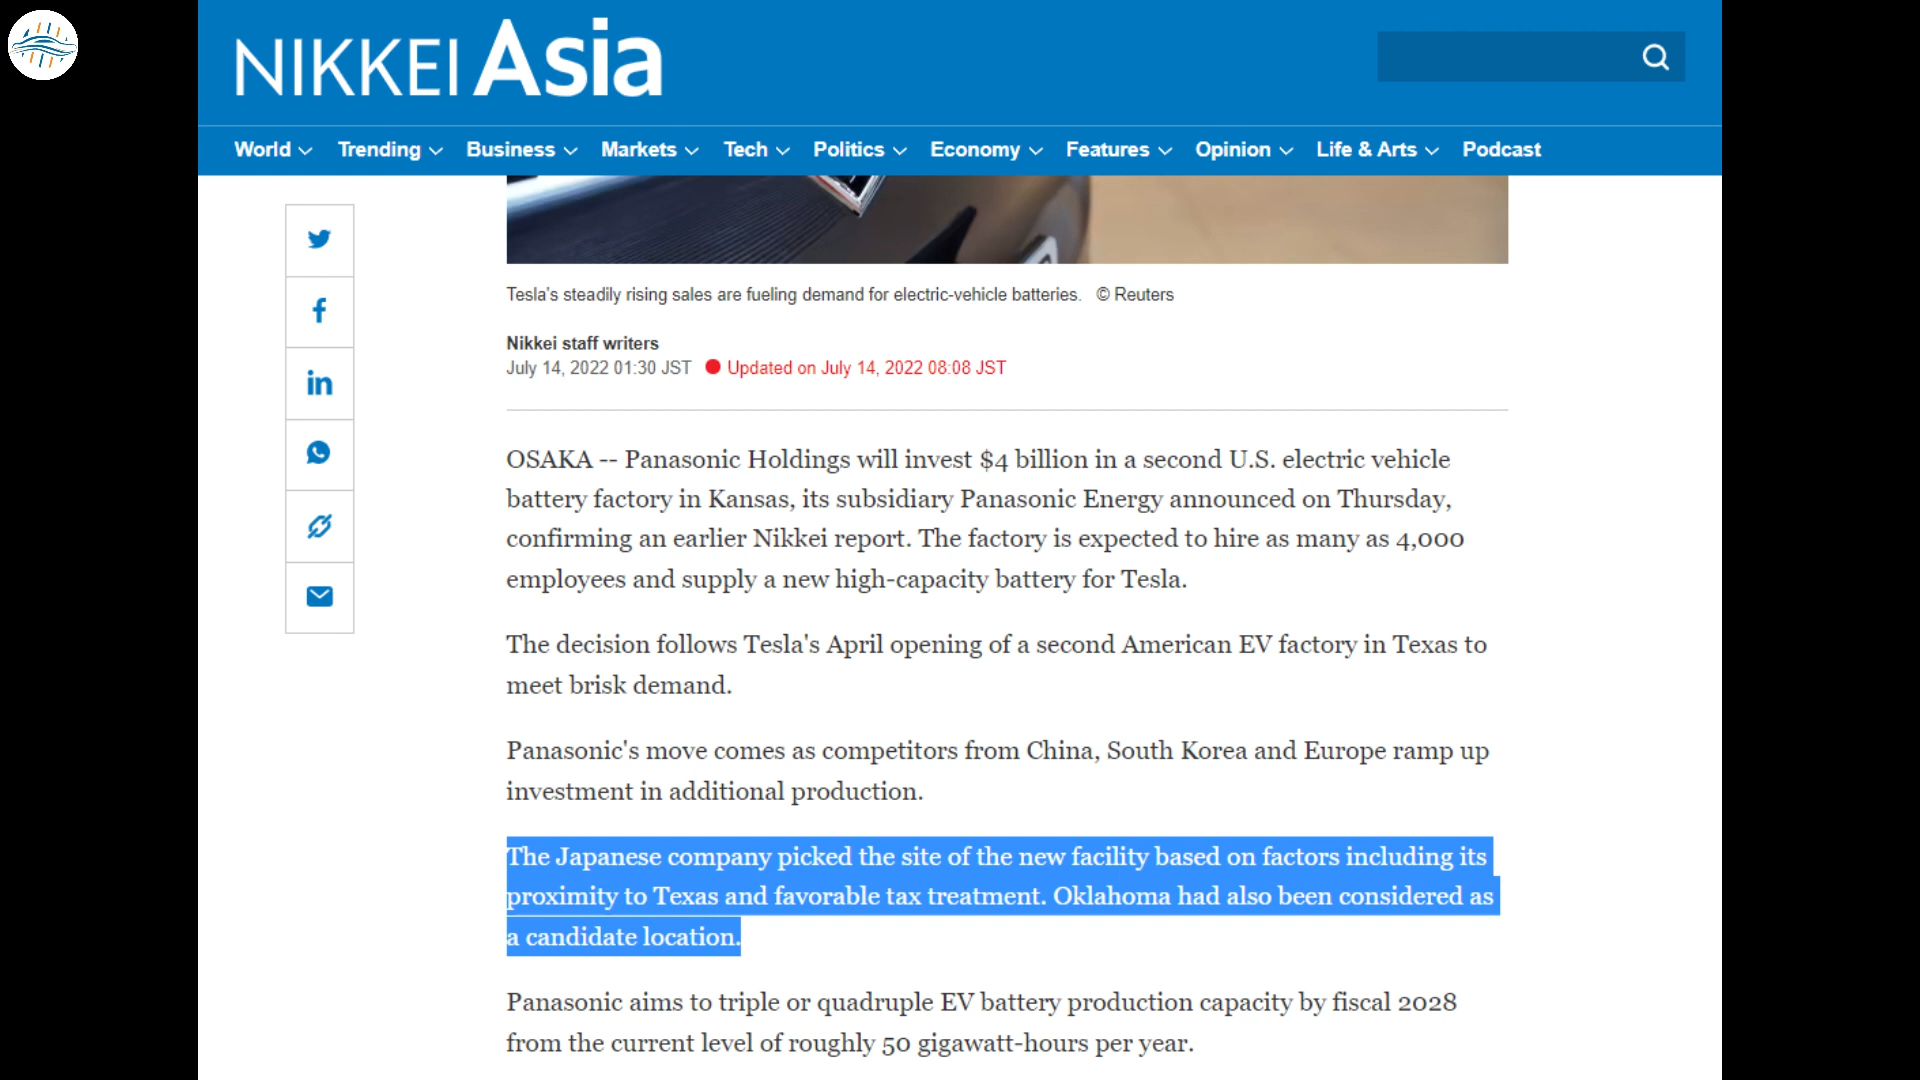 NIKKEI Asia
World Trending Business Markets Tech Politics Economy Features Opinion Life & Arts Podcast
Tesla's steadily rising sales are fueling demand for electric-vehicle batteries. © Reuters
Nikkei staff writers
July 14, 2022 01:30 JST Updated on July 14, 2022 08:08 JST
OSAKA -- Panasonic Holdings will invest $4 billion in a second U.S. electric vehicle
battery factory in Kansas, its subsidiary Panasonic Energy announced on Thursday,
confirming an earlier Nikkei report. The factory is expected to hire as many as 4,000
employees and supply a new high-capacity battery for Tesla.
The decision follows Tesla's April opening of a second American EV factory in Texas to
meet brisk demand.
Panasonic's move comes as competitors from China, South Korea and Europe ramp up
investment in additional production.
The Japanese company picked the site of the new facility based on factors including its
proximity to Texas and favorable tax treatment. Oklahoma had also been considered as
a candidate location.
Panasonic aims to triple or quadruple EV battery production capacity by fiscal 2028
from the current level of roughly 50 gigawatt-hours per year.